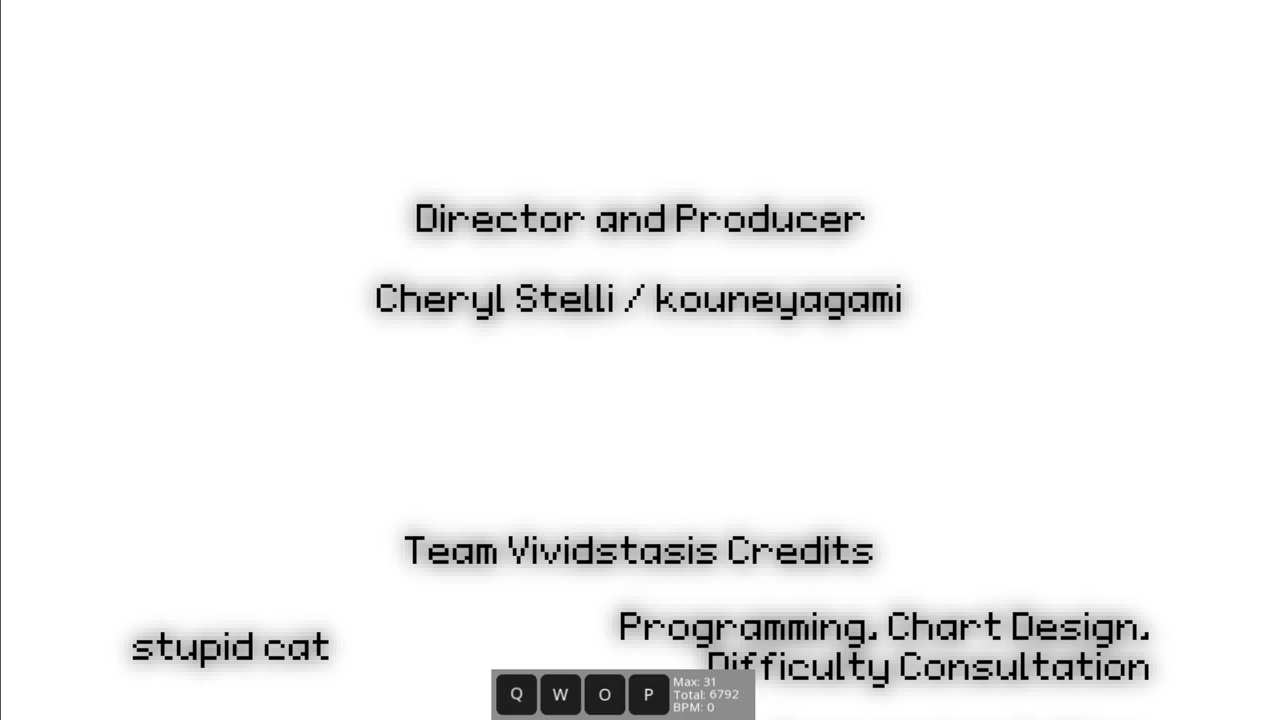 Director and Producer
Cheryl Stelli / kouneyagami
Team Vividstasis Credits
stupid cat
Programming, Chart Design,
Difficulty Consultation
Q W O P
Max: 31
Total: 6792
BPM: 0